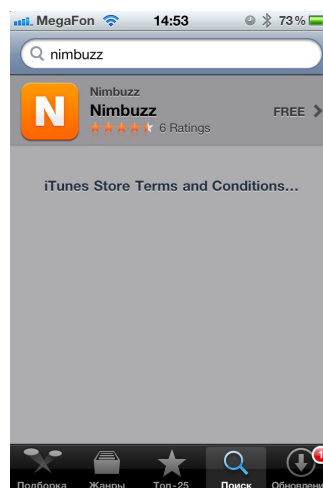 MegaFon 14:53 73%
nimbuzz
N
Nimbuzz
Nimbuzz
FREE
6 Ratings
iTunes Store Terms and Conditions...
Подборка Жанры Топ-25 Поиск Обновлени
1